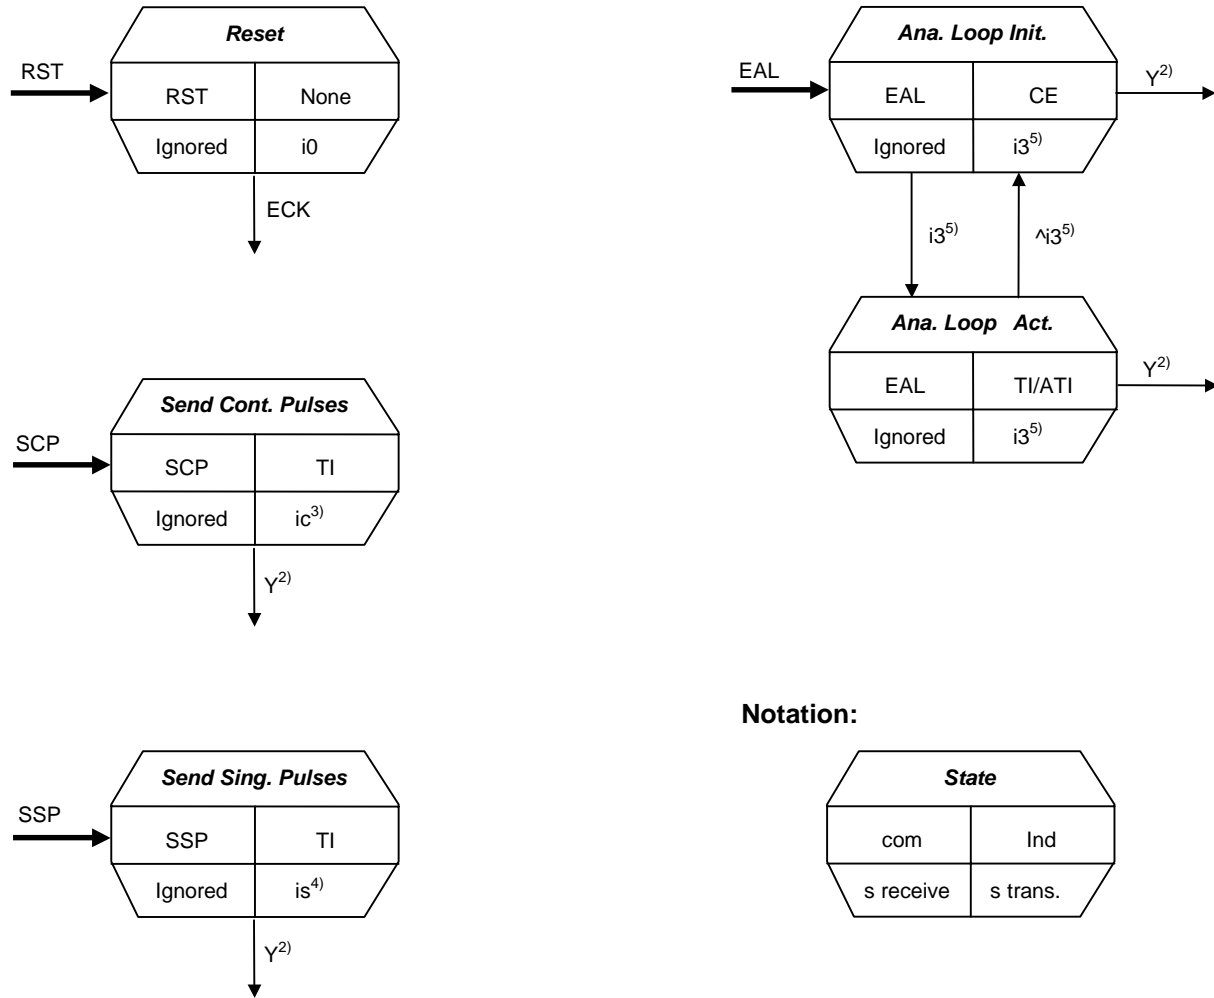 Reset
RST
RST None
Ignored i0
ECK
Send Cont. Pulses
SCP
SCP TI
Ignored ic3)
Y2)
Send Sing. Pulses
SSP
SSP TI
Ignored is4)
Y2)
Ana. Loop Init.
EAL
EAL CE
Y2)
Ignored i35)
i35) ^i35)
Ana. Loop Act.
EAL TI/ATI
Y2)
Ignored i35)
Notation:
State
com Ind
s receive s trans.